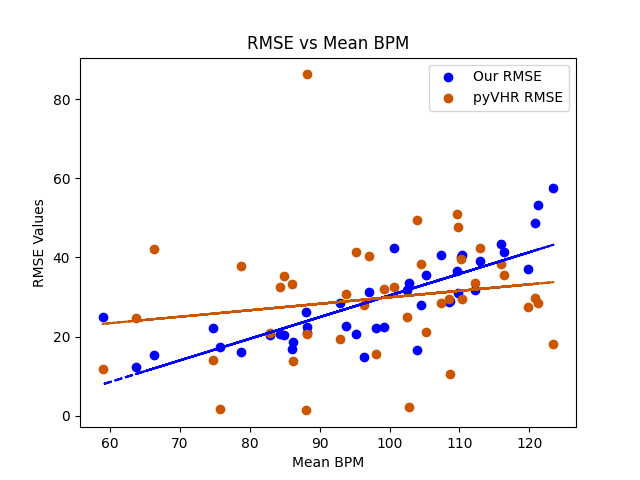 RMSE vs Mean BPM
Our RMSE
pyVHR RMSE
80
60
40
20
0
RMSE Values
60 70 80 90 100 110 120
Mean BPM